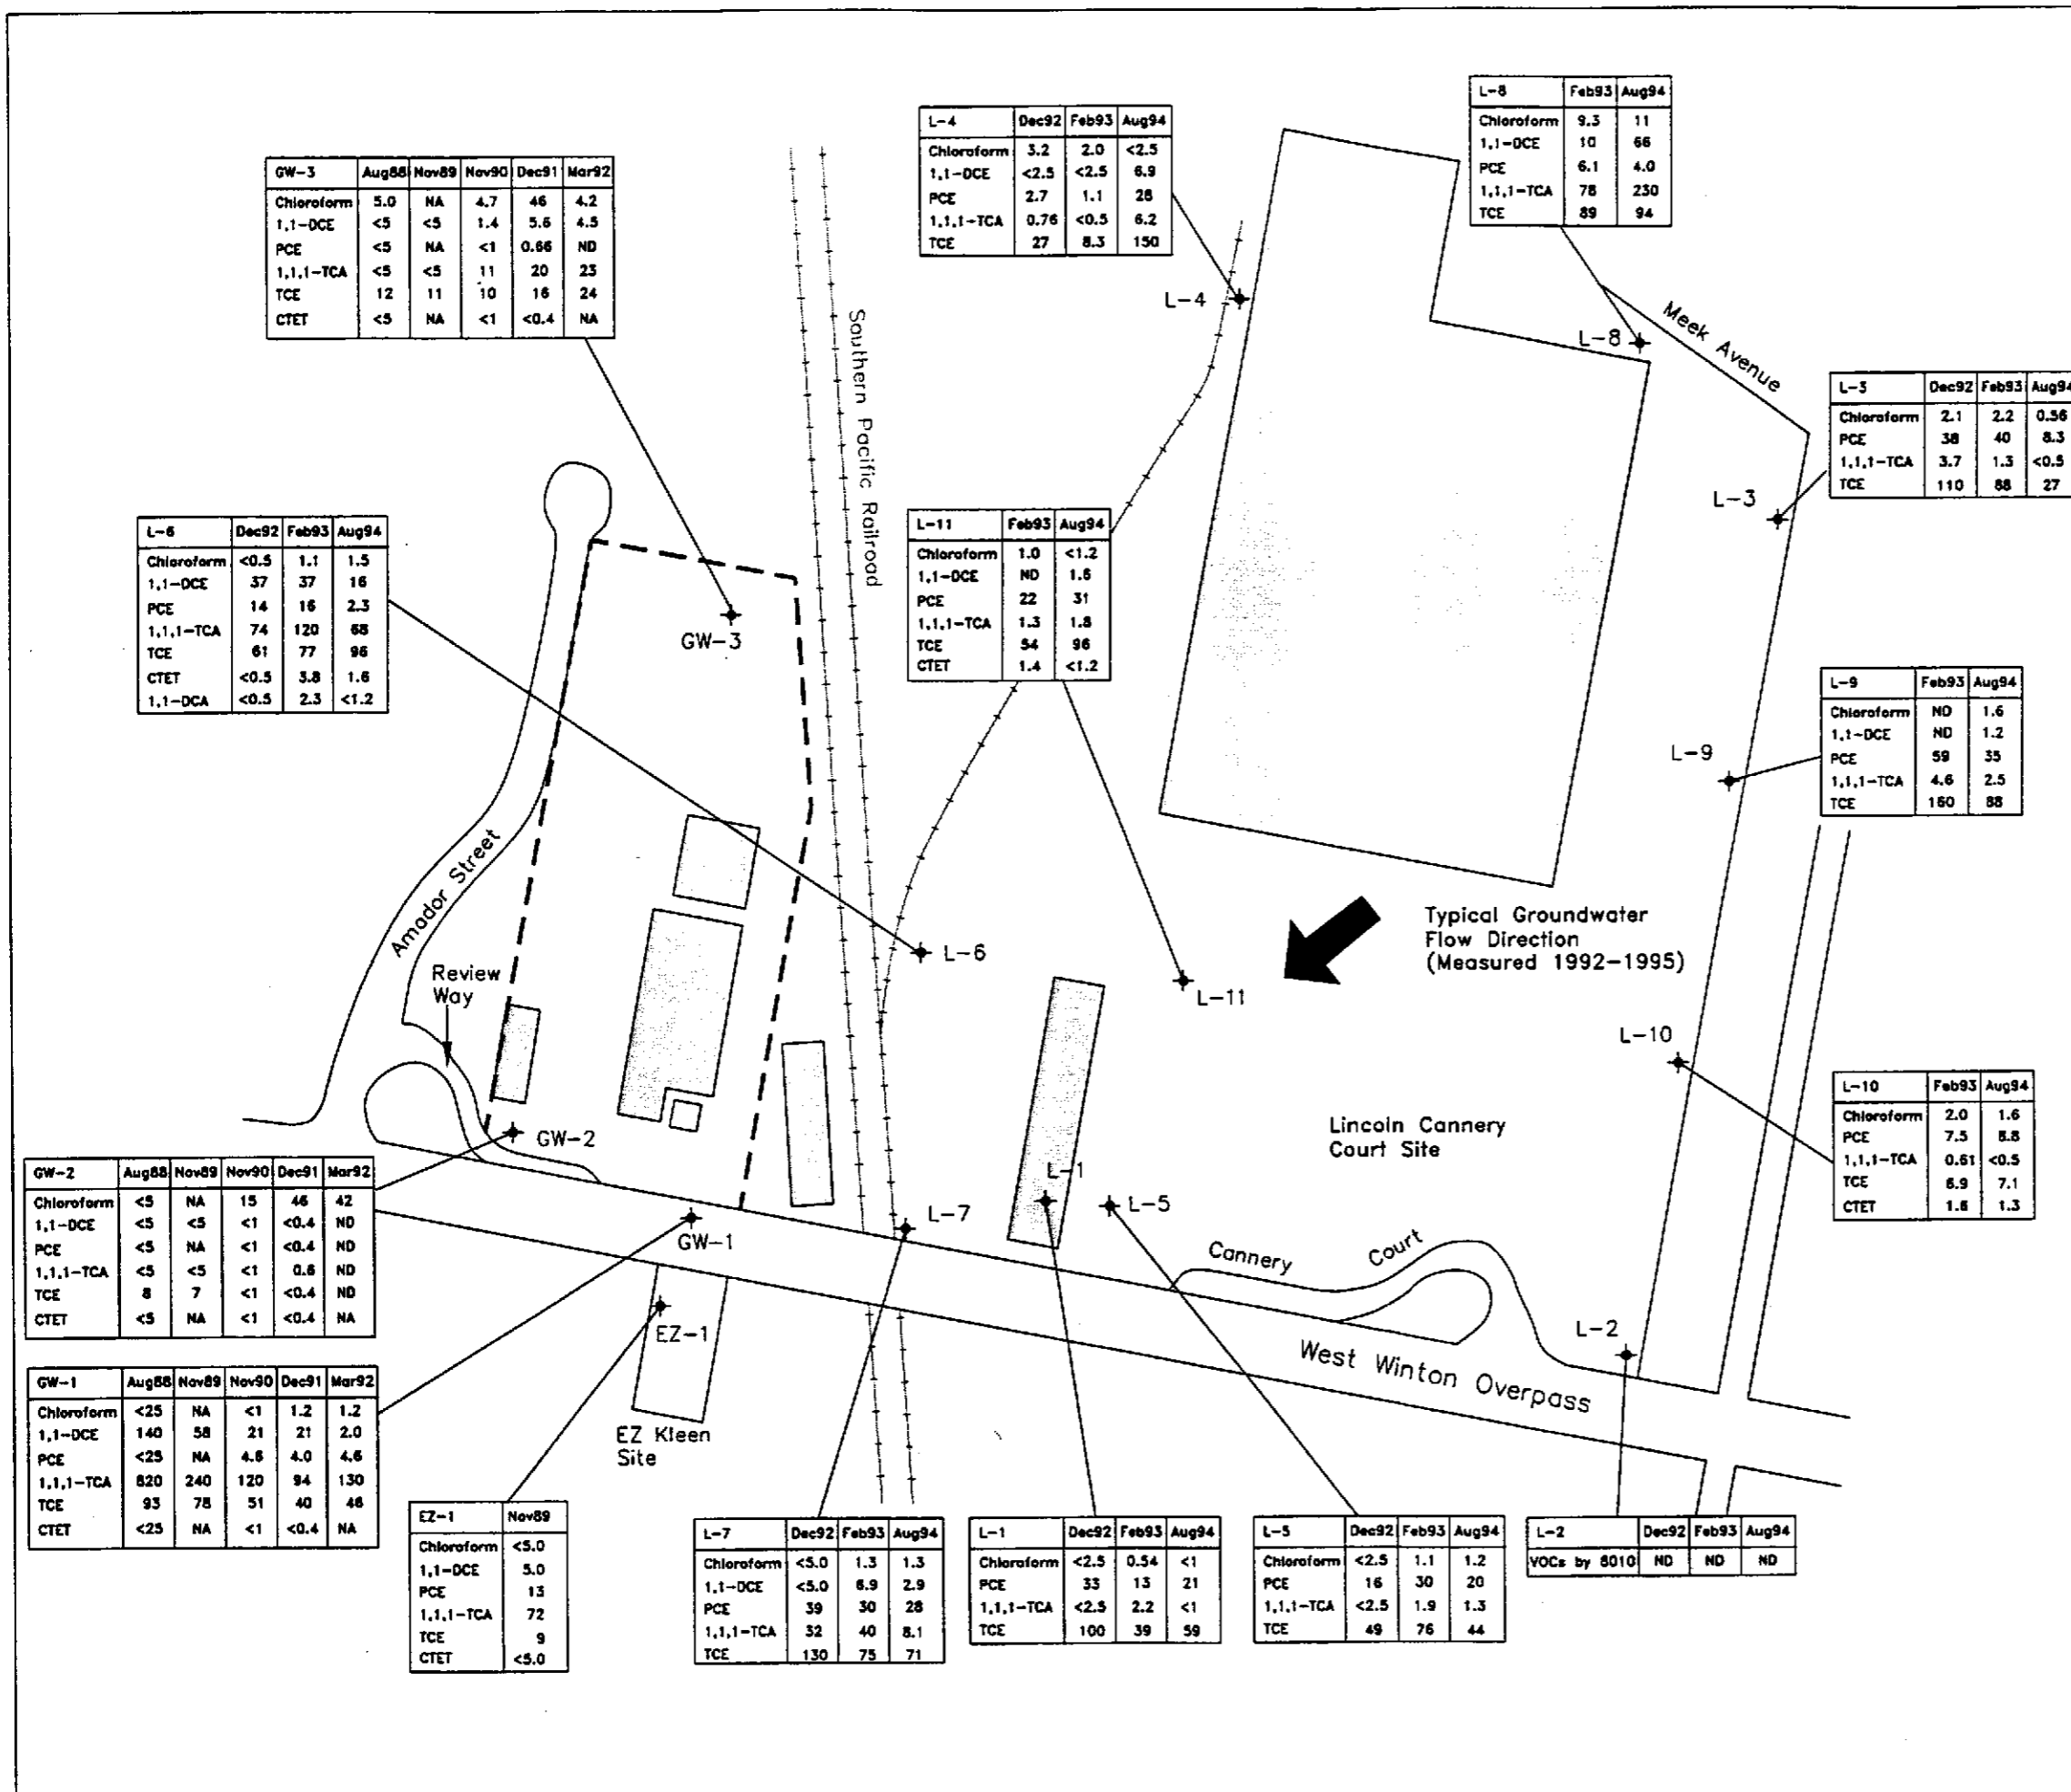 L-8 Feb93 Aug94
Chloroform 9.3 11
1,1-DCE 10 66
PCE 6.1 4.0
1,1,1-TCA 78 230
TCE 89 94
L-4 Dec92 Feb93 Aug94
Chloroform 3.2 2.0 <2.5
1,1-DCE <2.5 <2.5 6.9
PCE 2.7 1.1 28
1,1,1-TCA 0.76 <0.5 6.2
TCE 27 8.3 150
GW-3 Aug88 Nov89 Nov90 Dec91 Mar92
Chloroform 5.0 NA 4.7 46 4.2
1,1-DCE <5 <5 1.4 5.6 4.5
PCE <5 NA <1 0.66 ND
1,1,1-TCA <5 <5 11 20 23
TCE 12 11 10 16 24
CTET <5 NA <1 <0.4 NA
L-4
L-8
Meek Avenue
Southern Pacific Railroad
L-3 Dec92 Feb93 Aug94
Chloroform 2.1 2.2 0.56
PCE 38 40 8.3
1,1,1-TCA 3.7 1.3 <0.5
TCE 110 88 27
L-3
L-6 Dec92 Feb93 Aug94
Chloroform <0.5 1.1 1.5
1,1-DCE 37 37 16
PCE 14 16 2.3
1,1,1-TCA 74 120 68
TCE 61 77 96
CTET <0.5 3.8 1.6
1,1-DCA <0.5 2.3 <1.2
L-11 Feb93 Aug94
Chloroform 1.0 <1.2
1,1-DCE ND 1.6
PCE 22 31
1,1,1-TCA 1.3 1.8
TCE 54 96
CTET 1.4 <1.2
GW-3
L-9 Feb93 Aug94
Chloroform ND 1.6
1,1-DCE ND 1.2
PCE 59 35
1,1,1-TCA 4.6 2.5
TCE 160 88
L-9
Amador Street
Typical Groundwater
Flow Direction
(Measured 1992-1995)
L-6
Review
Way
L-11
L-10
L-10 Feb93 Aug94
Chloroform 2.0 1.6
PCE 7.5 8.8
1,1,1-TCA 0.61 <0.5
TCE 6.9 7.1
CTET 1.6 1.3
Lincoln Cannery
Court Site
GW-2
L-1
L-5
L-7
GW-1
GW-2 Aug88 Nov89 Nov90 Dec91 Mar92
Chloroform <5 NA 15 46 42
1,1-DCE <5 <5 <1 <0.4 ND
PCE <5 NA <1 <0.4 ND
1,1,1-TCA <5 <5 <1 0.6 ND
TCE 8 7 <1 <0.4 ND
CTET <5 NA <1 <0.4 NA
Cannery Court
EZ-1
L-2
West Winton Overpass
GW-1 Aug88 Nov89 Nov90 Dec91 Mar92
Chloroform <25 NA <1 1.2 1.2
1,1-DCE 140 58 21 21 2.0
PCE <25 NA 4.6 4.0 4.6
1,1,1-TCA 820 240 120 94 130
TCE 93 78 51 40 46
CTET <25 NA <1 <0.4 NA
EZ Kleen
Site
EZ-1 Nov89
Chloroform <5.0
1,1-DCE 5.0
PCE 13
1,1,1-TCA 72
TCE 9
CTET <5.0
L-7 Dec92 Feb93 Aug94
Chloroform <5.0 1.3 1.3
1,1-DCE <5.0 6.9 2.9
PCE 39 30 28
1,1,1-TCA 32 40 8.1
TCE 130 75 71
L-1 Dec92 Feb93 Aug94
Chloroform <2.5 0.54 <1
PCE 33 13 21
1,1,1-TCA <2.5 2.2 <1
TCE 100 39 59
L-5 Dec92 Feb93 Aug94
Chloroform <2.5 1.1 1.2
PCE 16 30 20
1,1,1-TCA <2.5 1.9 1.3
TCE 49 76 44
L-2 Dec92 Feb93 Aug94
VOCs by 8010 ND ND ND